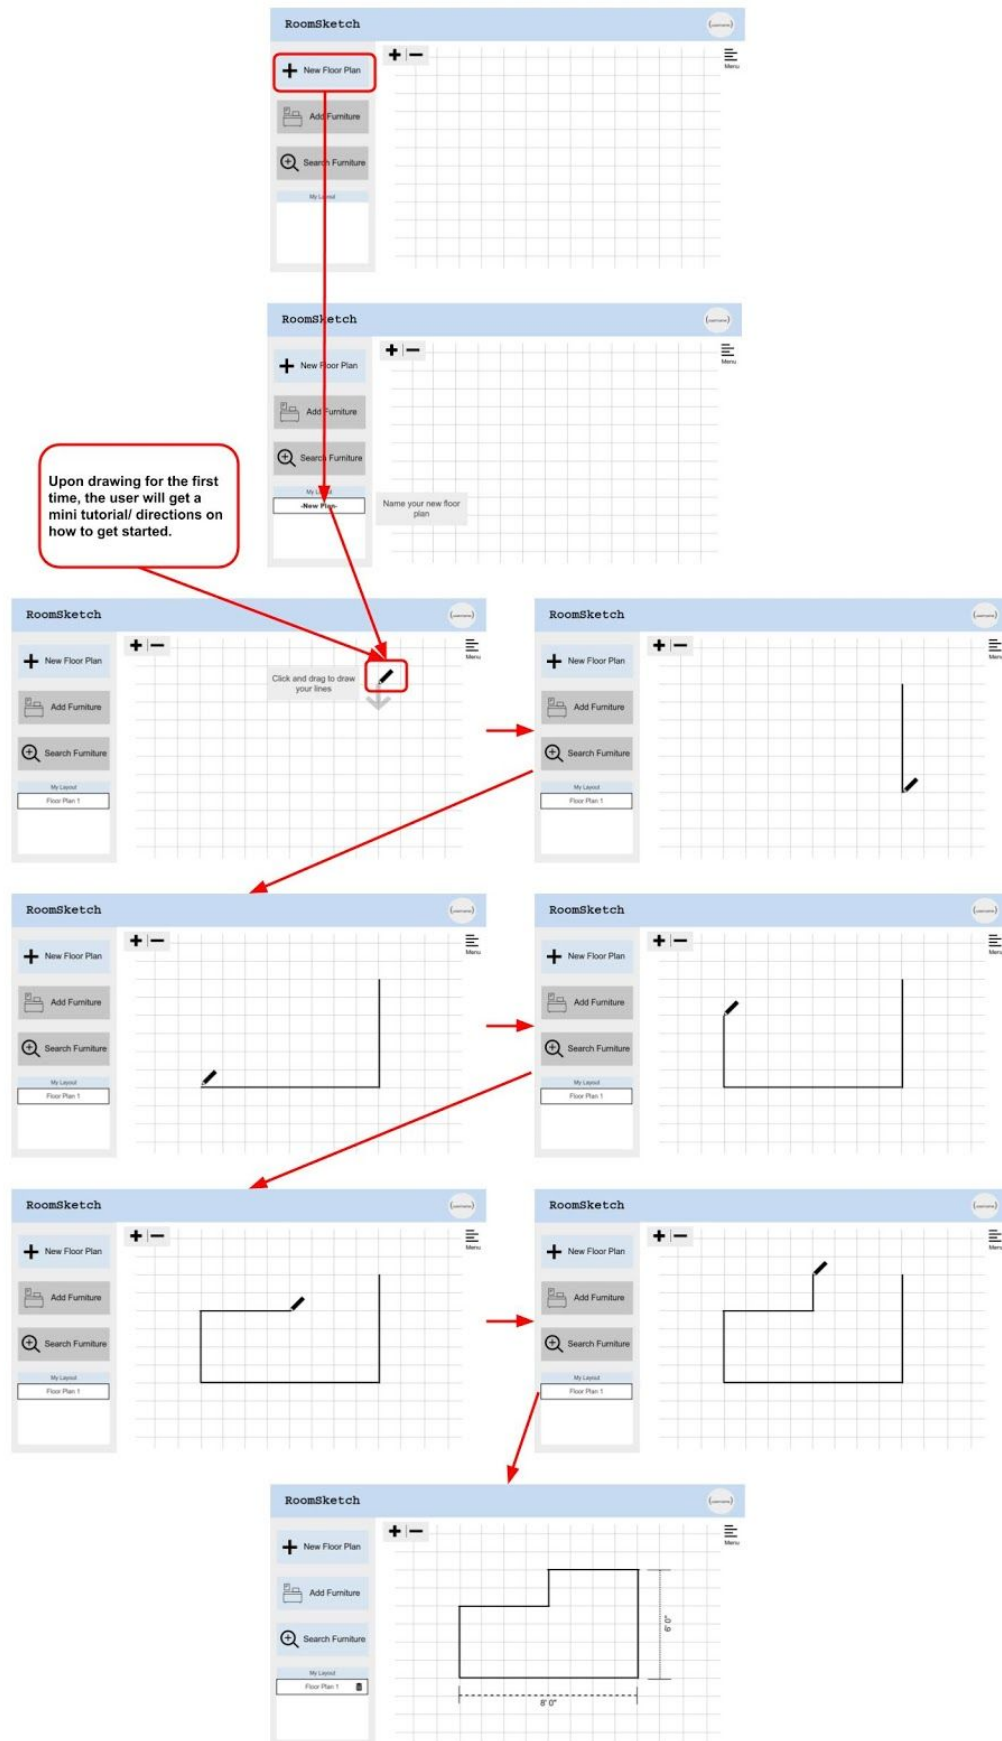 RoomSketch
New Floor Plan
Menu
Add Furniture
Search Furniture
My Layout
RoomSketch
New Floor Plan
Menu
Add Furniture
Search Furniture
My Layout
-New Plan-
Name your new floor
plan
Upon drawing for the first
time, the user will get a
mini tutorial/ directions on
how to get started.
RoomSketch
New Floor Plan
Menu
Click and drag to draw
your lines
Add Furniture
Search Furniture
My Layout
Floor Plan 1
RoomSketch
New Floor Plan
Menu
Add Furniture
Search Furniture
My Layout
Floor Plan 1
RoomSketch
New Floor Plan
Menu
Add Furniture
Search Furniture
My Layout
Floor Plan 1
RoomSketch
New Floor Plan
Menu
Add Furniture
Search Furniture
My Layout
Floor Plan 1
RoomSketch
New Floor Plan
Menu
Add Furniture
Search Furniture
My Layout
Floor Plan 1
RoomSketch
New Floor Plan
Menu
Add Furniture
Search Furniture
My Layout
Floor Plan 1
RoomSketch
New Floor Plan
Menu
Add Furniture
Search Furniture
My Layout
Floor Plan 1
6' 0"
8' 0"